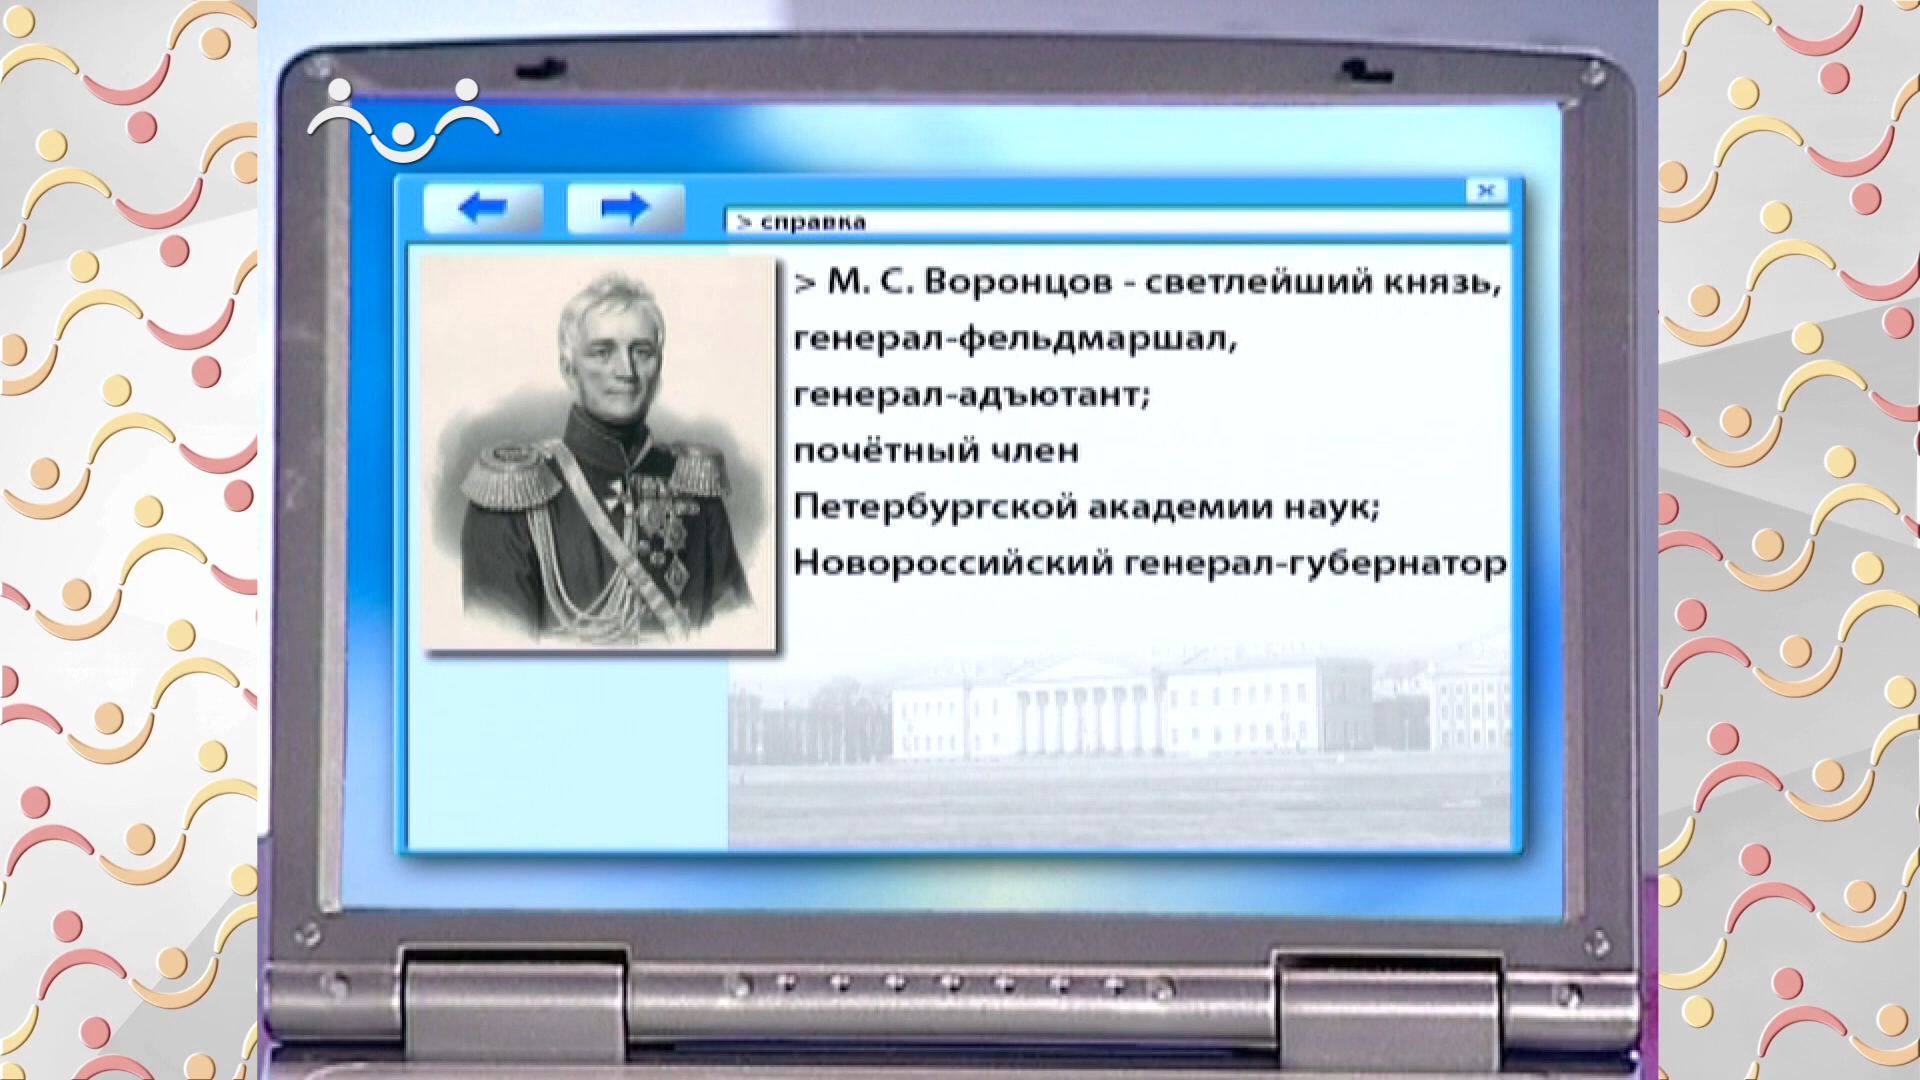 > справка
> М. С. Воронцов - светлейший князь,
генерал-фельдмаршал,
генерал-адъютант;
почётный член
Петербургской академии наук;
Новороссийский генерал-губернатор